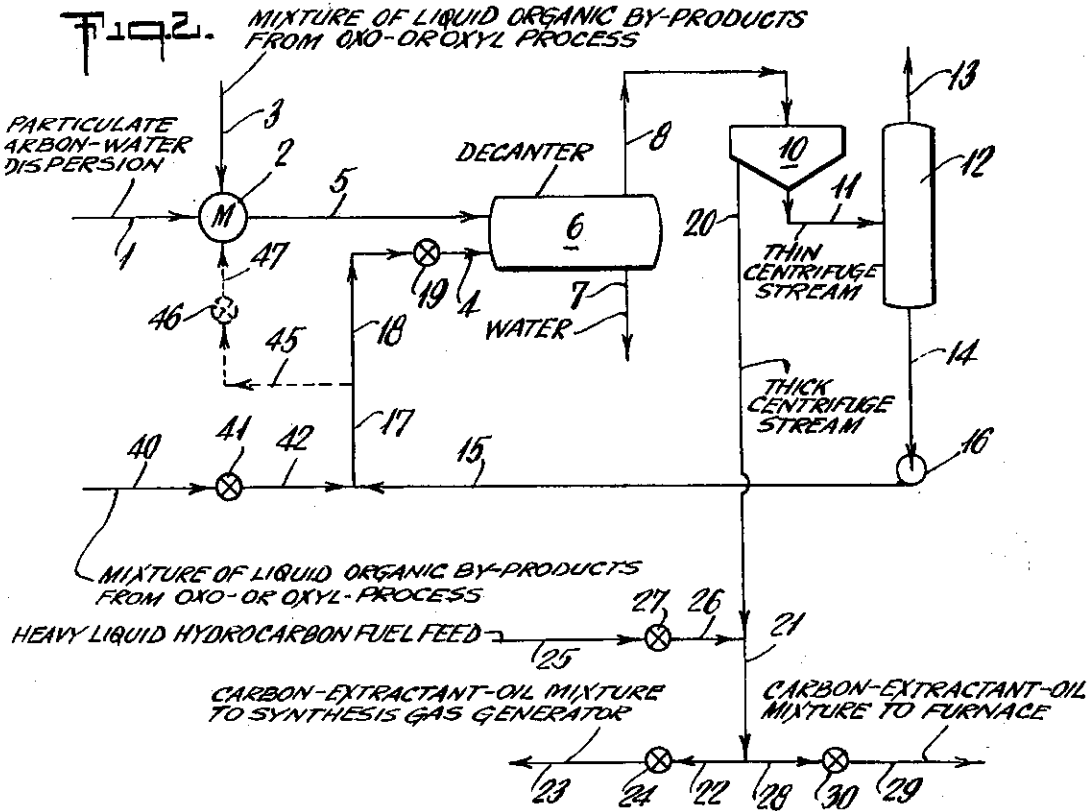 Fig.2.
MIXTURE OF LIQUID ORGANIC BY-PRODUCTS
FROM OXO-OR OXYL PROCESS
PARTICULATE
ARBON-WATER
DISPERSION
3
2
M
1
5
47
46
45
DECANTER
6
19
4
18
7
WATER
8
10
20
11
THIN
CENTRIFUGE
STREAM
13
12
14
THICK
CENTRIFUGE
STREAM
17
40
41
42
15
16
MIXTURE OF LIQUID ORGANIC BY-PRODUCTS
FROM OXO-OR OXYL-PROCESS
HEAVY LIQUID HYDROCARBON FUEL FEED
25
27
26
21
CARBON-EXTRACTANT-OIL MIXTURE
TO SYNTHESIS GAS GENERATOR
CARBON-EXTRACTANT-OIL
MIXTURE TO FURNACE
23
24
22
28
30
29